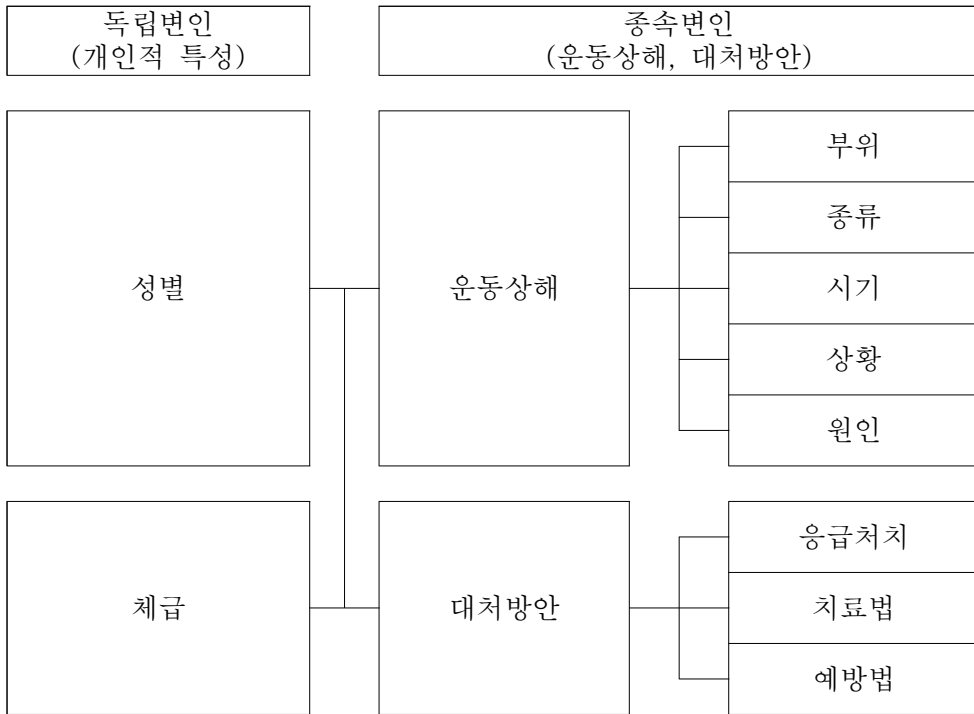 독립변인
(개인적 특성)
종속변인
(운동상해, 대처방안)
성별
운동상해
부위
종류
시기
상황
원인
체급
대처방안
응급처치
치료법
예방법